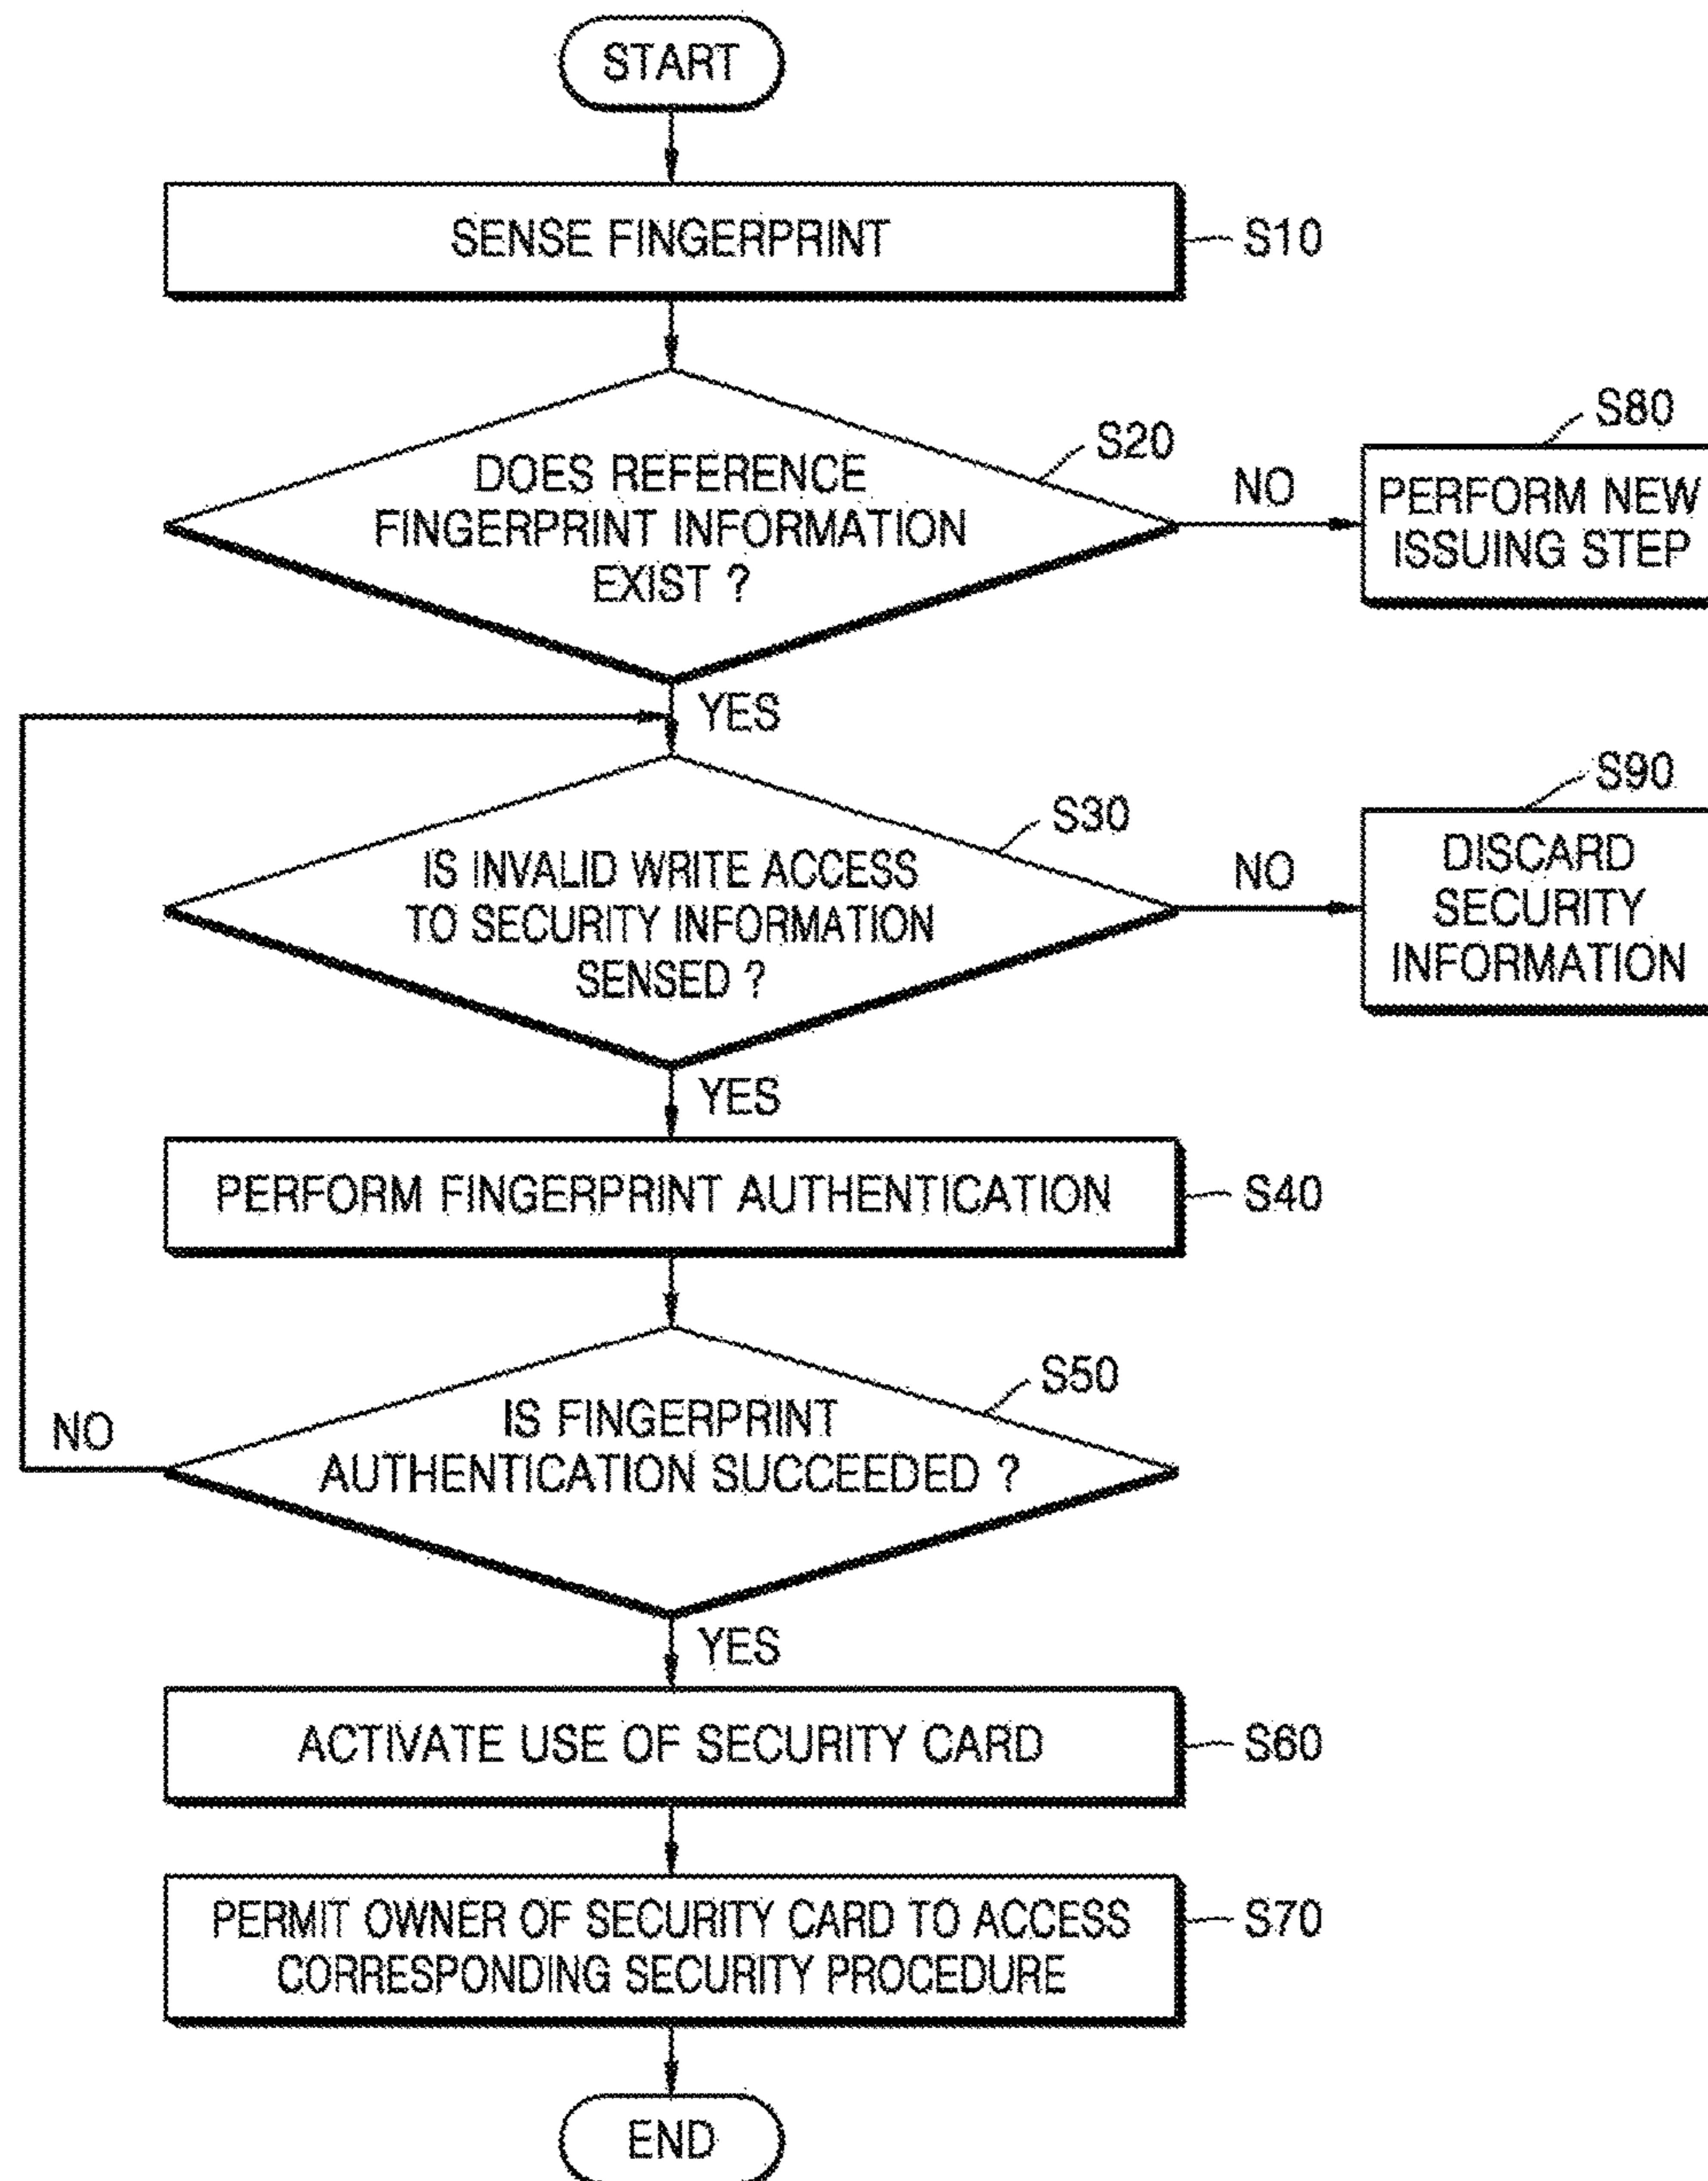 START
SENSE FINGERPRINT
S10
S80
S20
DOES REFERENCE
FINGERPRINT INFORMATION
EXIST ?
NO
PERFORM NEW
ISSUING STEP
YES
S90
S30
IS INVALID WRITE ACCESS
TO SECURITY INFORMATION
SENSED ?
NO
DISCARD
SECURITY
INFORMATION
YES
PERFORM FINGERPRINT AUTHENTICATION
S40
S50
IS FINGERPRINT
AUTHENTICATION SUCCEEDED ?
NO
YES
ACTIVATE USE OF SECURITY CARD
S60
PERMIT OWNER OF SECURITY CARD TO ACCESS
CORRESPONDING SECURITY PROCEDURE
S70
END